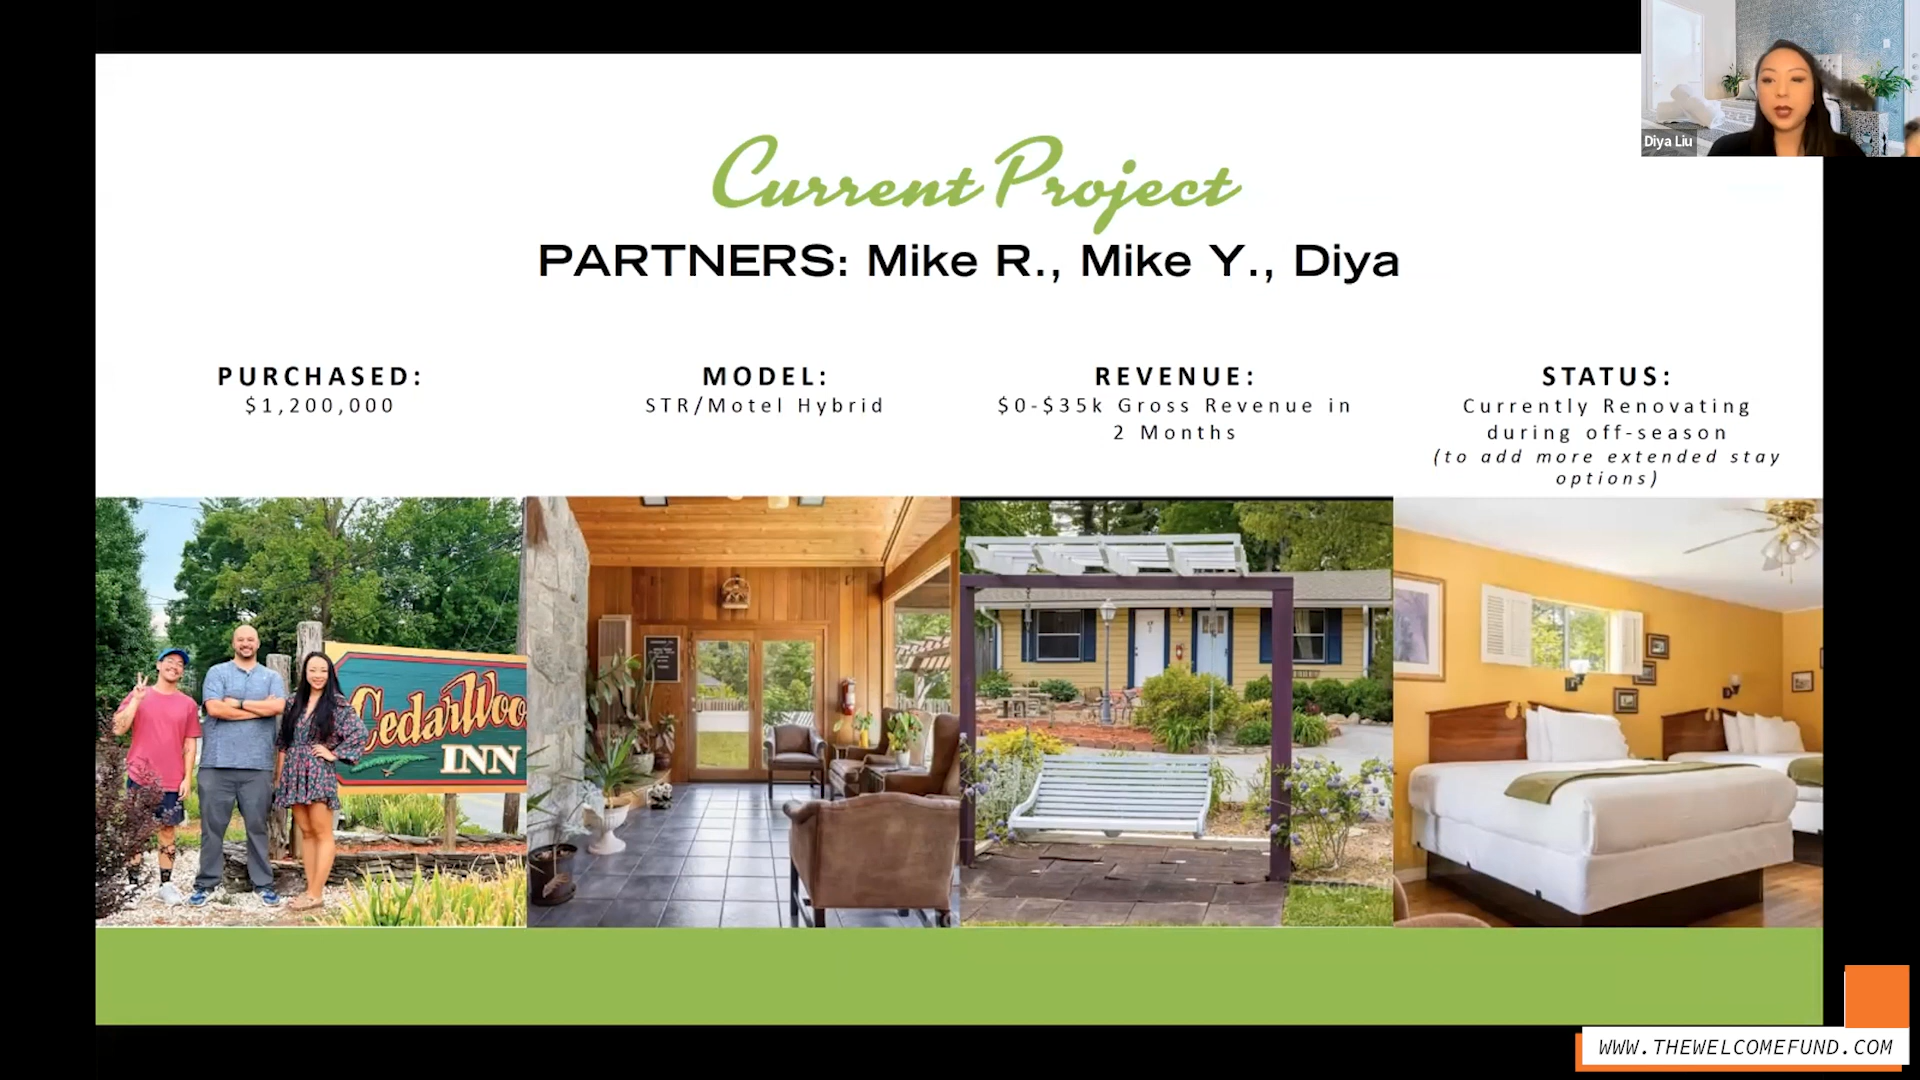 Diya Liu
Current Project
PARTNERS: Mike R., Mike Y., Diya
PURCHASED:
$1,200,000
MODEL:
STR/Motel Hybrid
REVENUE:
$0-$35k Gross Revenue in
2 Months
STATUS:
Currently Renovating
during off-season
(to add more extended stay
options)
CedarWoo
INN
WWW.THEWELCOMEFUND.COM